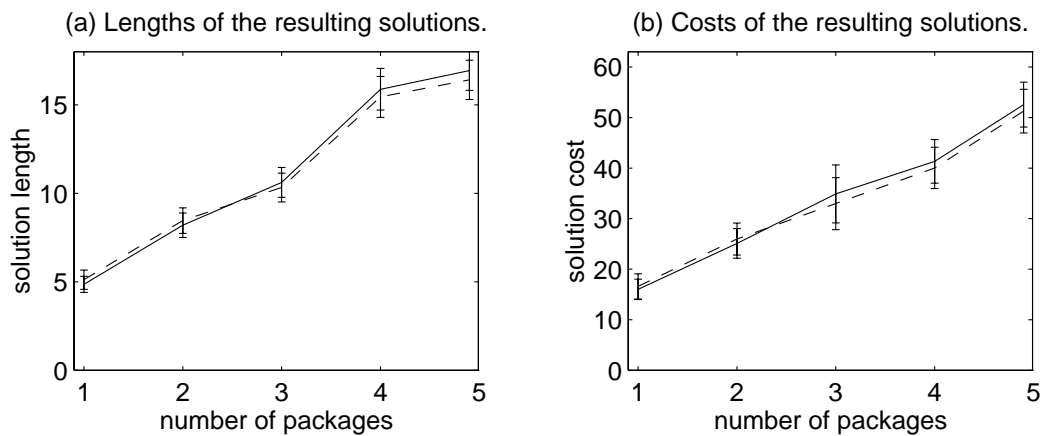 (a) Lengths of the resulting solutions.
15
10
5
0
solution length
1 2 3 4 5
number of packages
(b) Costs of the resulting solutions.
60
50
40
30
20
10
0
solution cost
1 2 3 4 5
number of packages